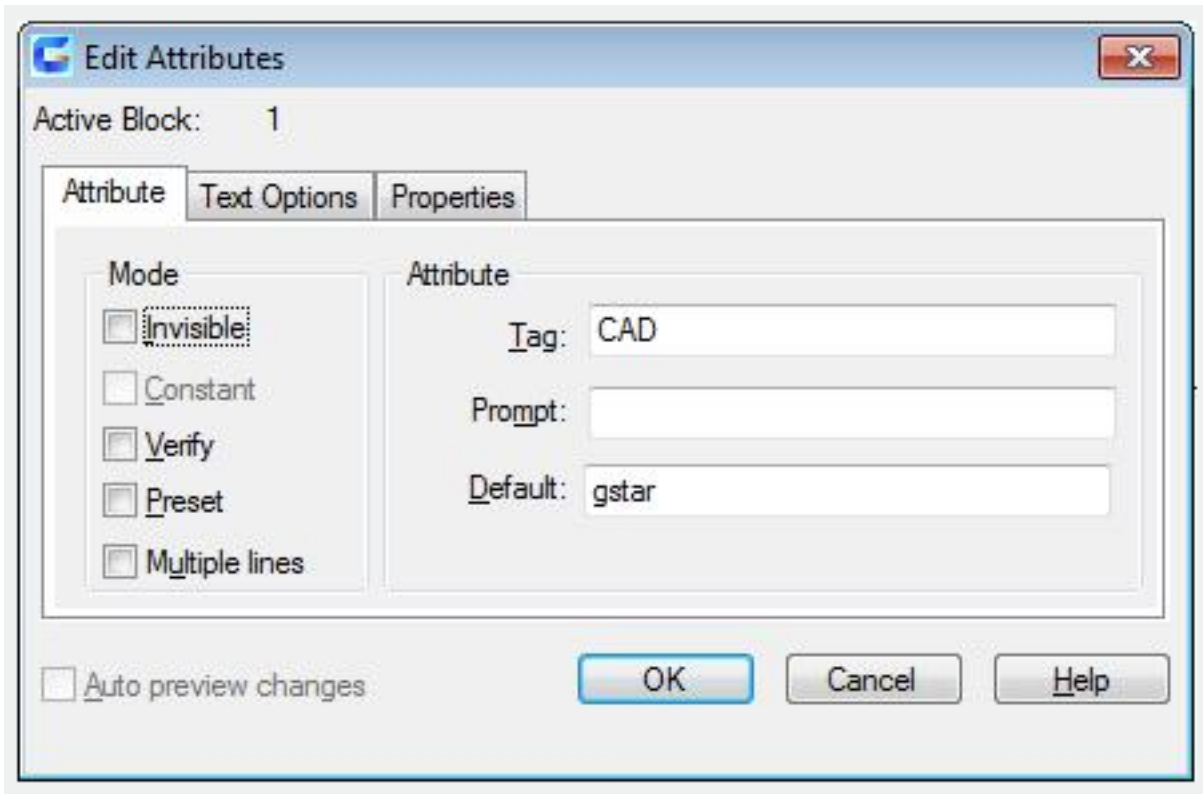 Edit Attributes
Active Block: 1
Attribute Text Options Properties
Mode
Invisible
Constant
Verify
Preset
Multiple lines
Attribute
Tag: CAD
Prompt:
Default: gstar
Auto preview changes
OK Cancel Help